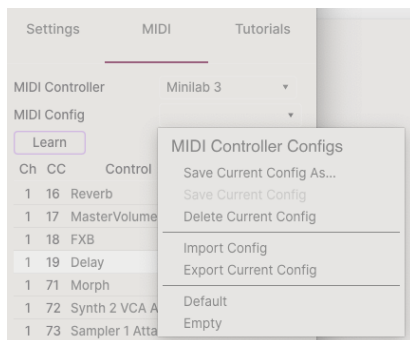 Settings MIDI Tutorials
MIDI Controller Minilab 3
MIDI Config
Learn
Ch CC Control
1 16 Reverb
1 17 MasterVolume
1 18 FXB
1 19 Delay
1 71 Morph
1 72 Synth 2 VCA A
1 73 Sampler 1 Atta
MIDI Controller Configs
Save Current Config As...
Save Current Config
Delete Current Config
Import Config
Export Current Config
Default
Empty